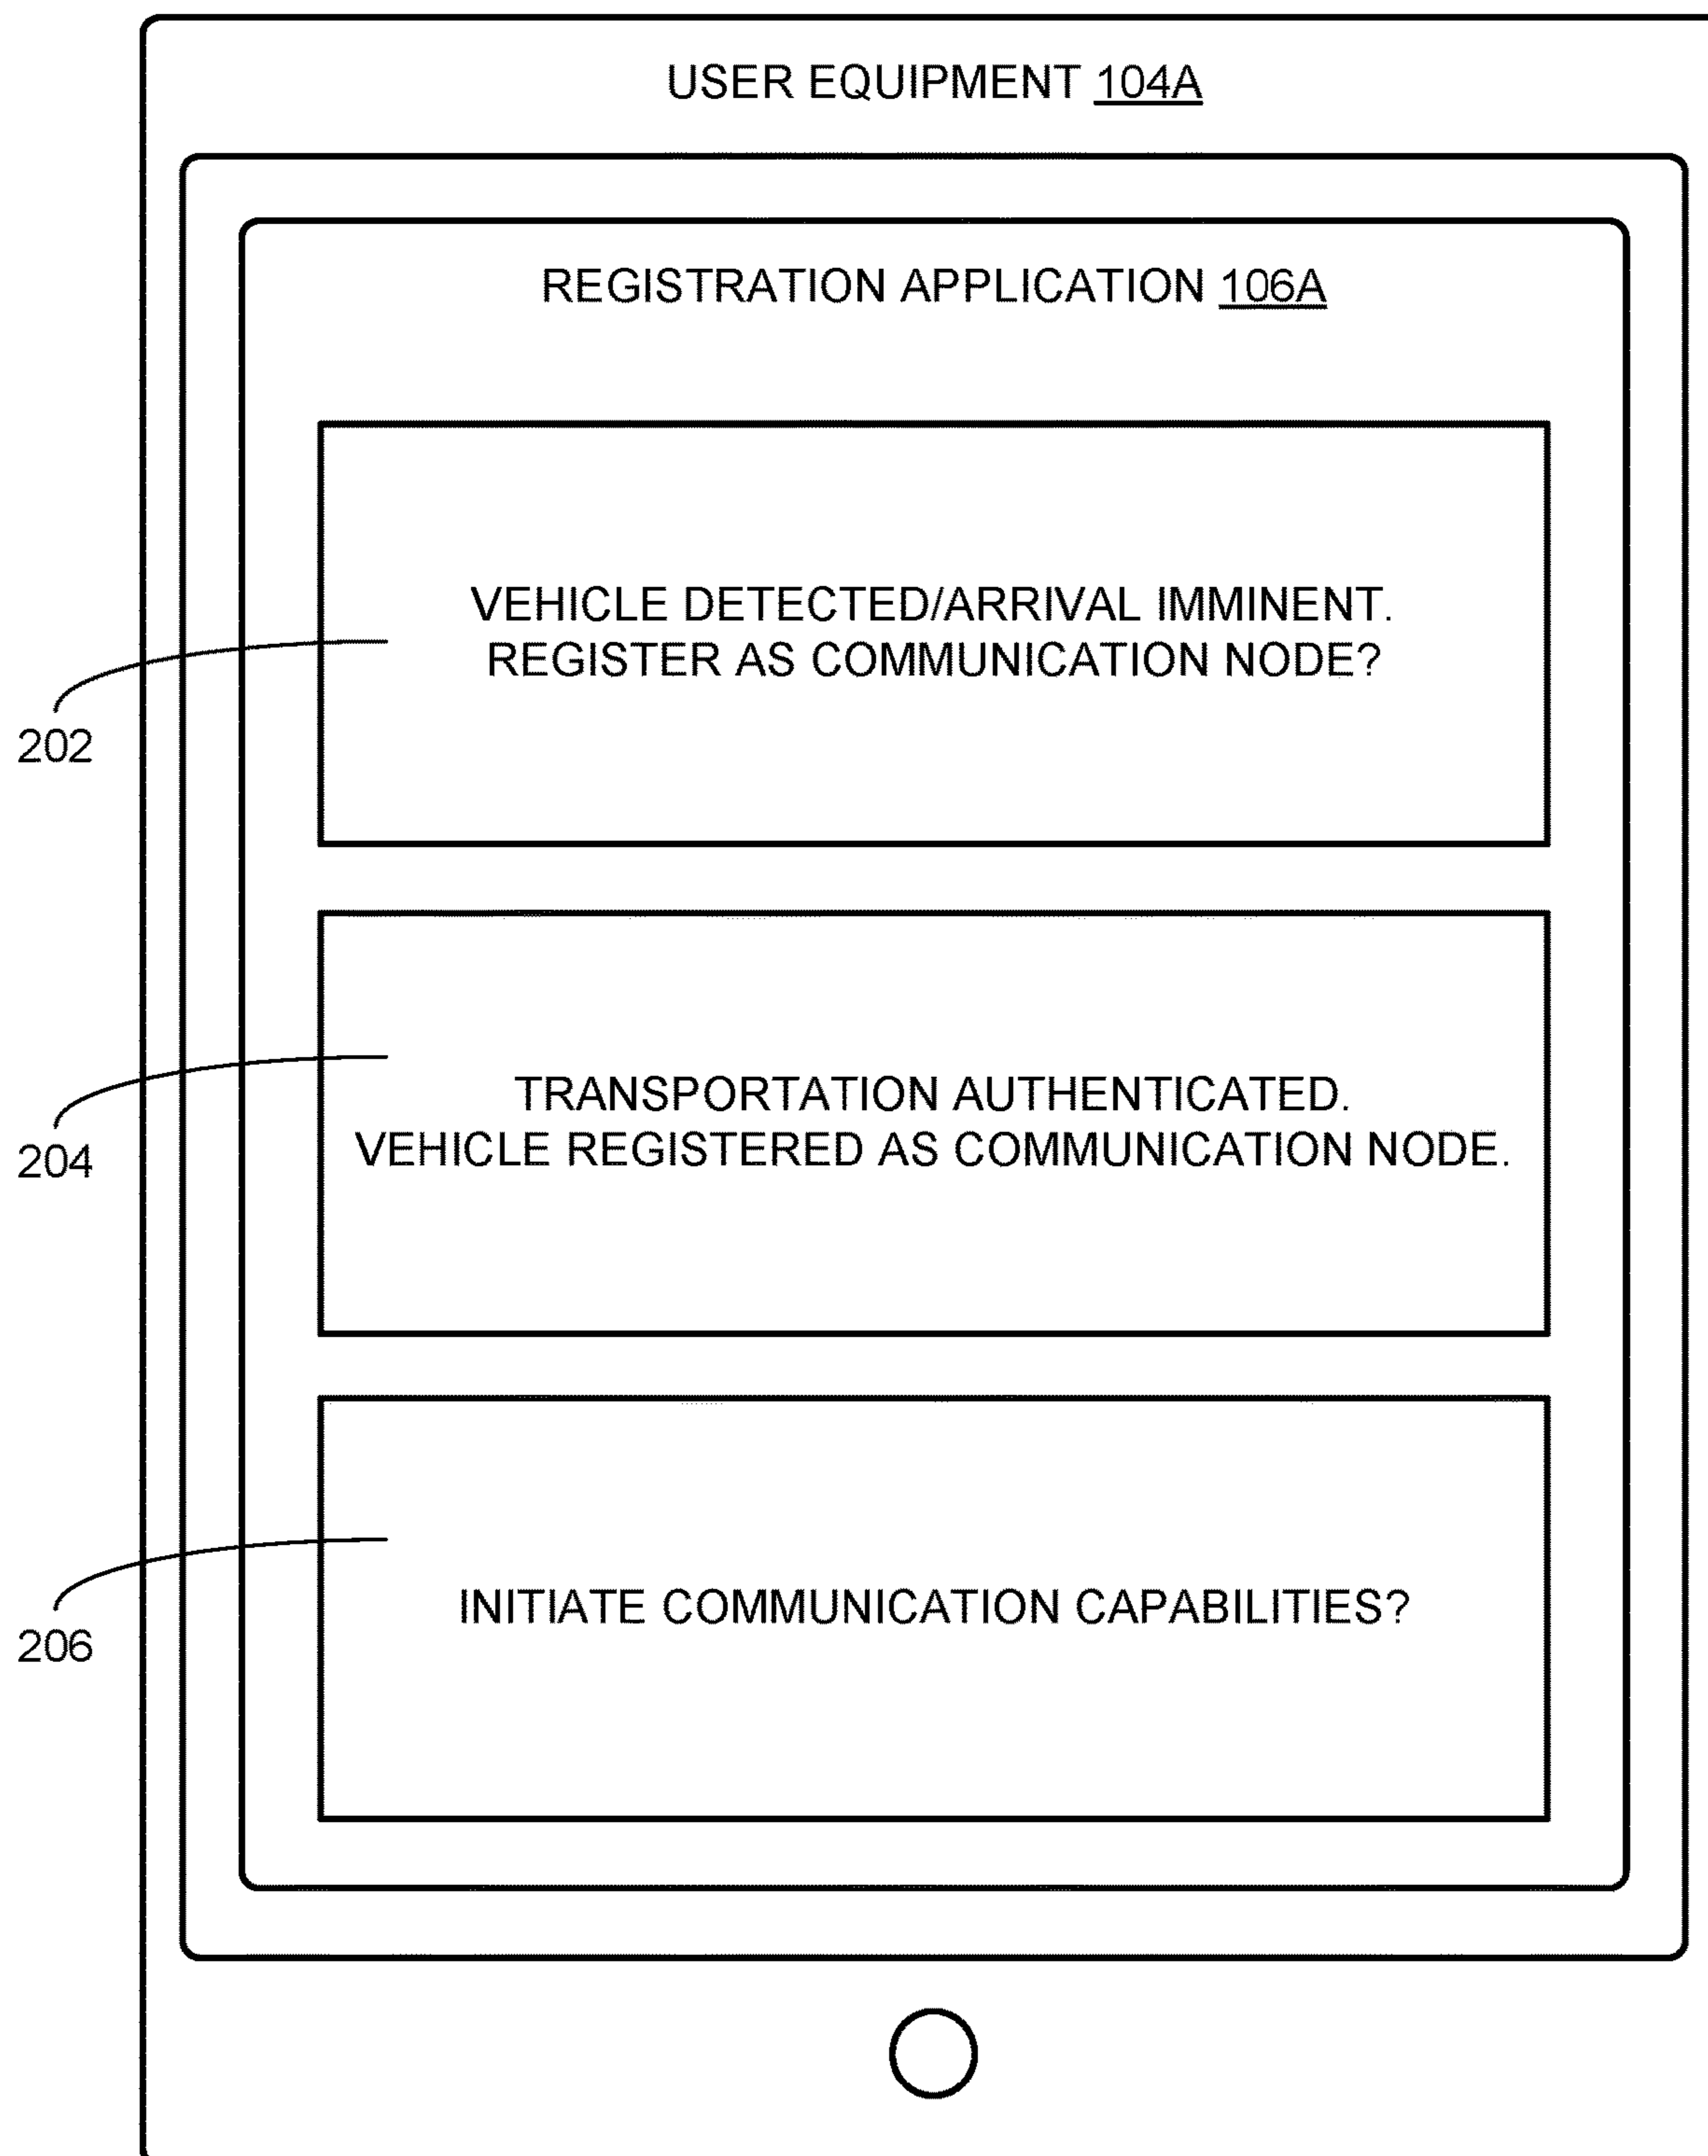 USER EQUIPMENT 104A
REGISTRATION APPLICATION 106A
VEHICLE DETECTED/ARRIVAL IMMINENT.
REGISTER AS COMMUNICATION NODE?
202
TRANSPORTATION AUTHENTICATED.
VEHICLE REGISTERED AS COMMUNICATION NODE.
204
INITIATE COMMUNICATION CAPABILITIES?
206